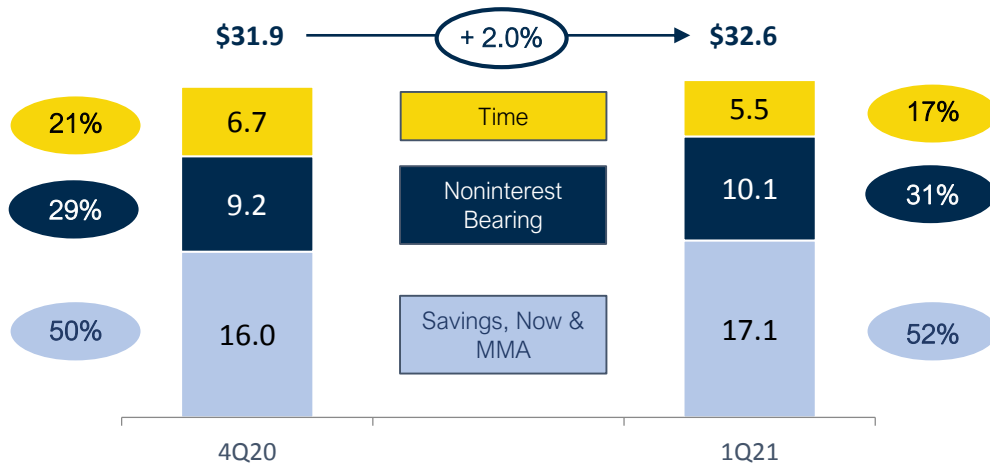 $31.9
+ 2.0%
$32.6
21%
6.7
Time
5.5
17%
29%
9.2
Noninterest
Bearing
10.1
31%
50%
16.0
Savings, Now &
MMA
17.1
52%
4Q20
1Q21